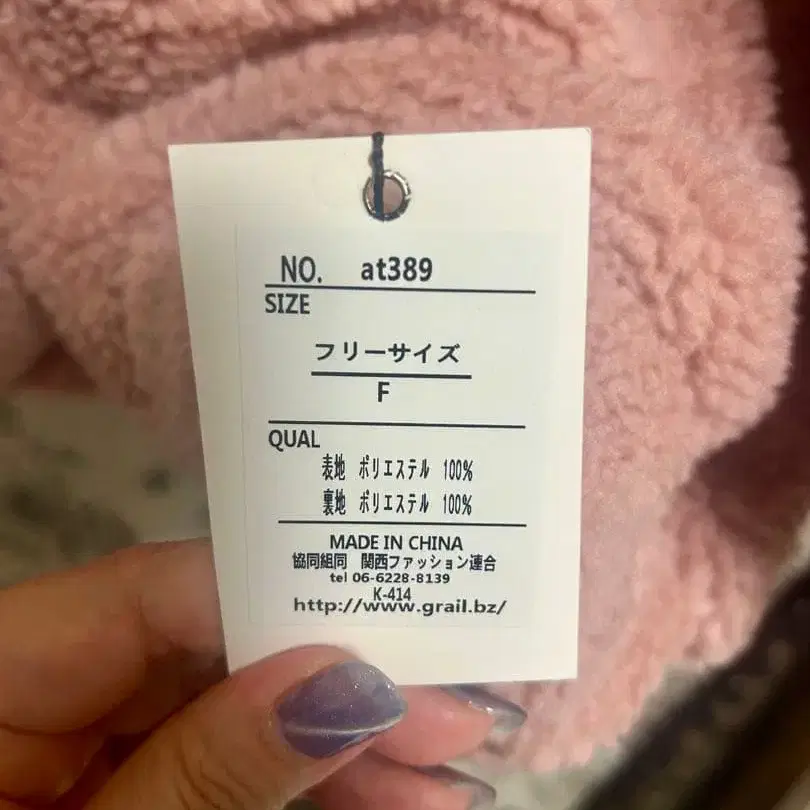 NO. at389
SIZE
フリーサイズ
F
QUAL
表地 ポリエステル 100%
裏地 ポリエステル 100%
MADE IN CHINA
協同組同 関西ファッション連合
tel 06-6228-8139
K-414
http://www.grail.bz/